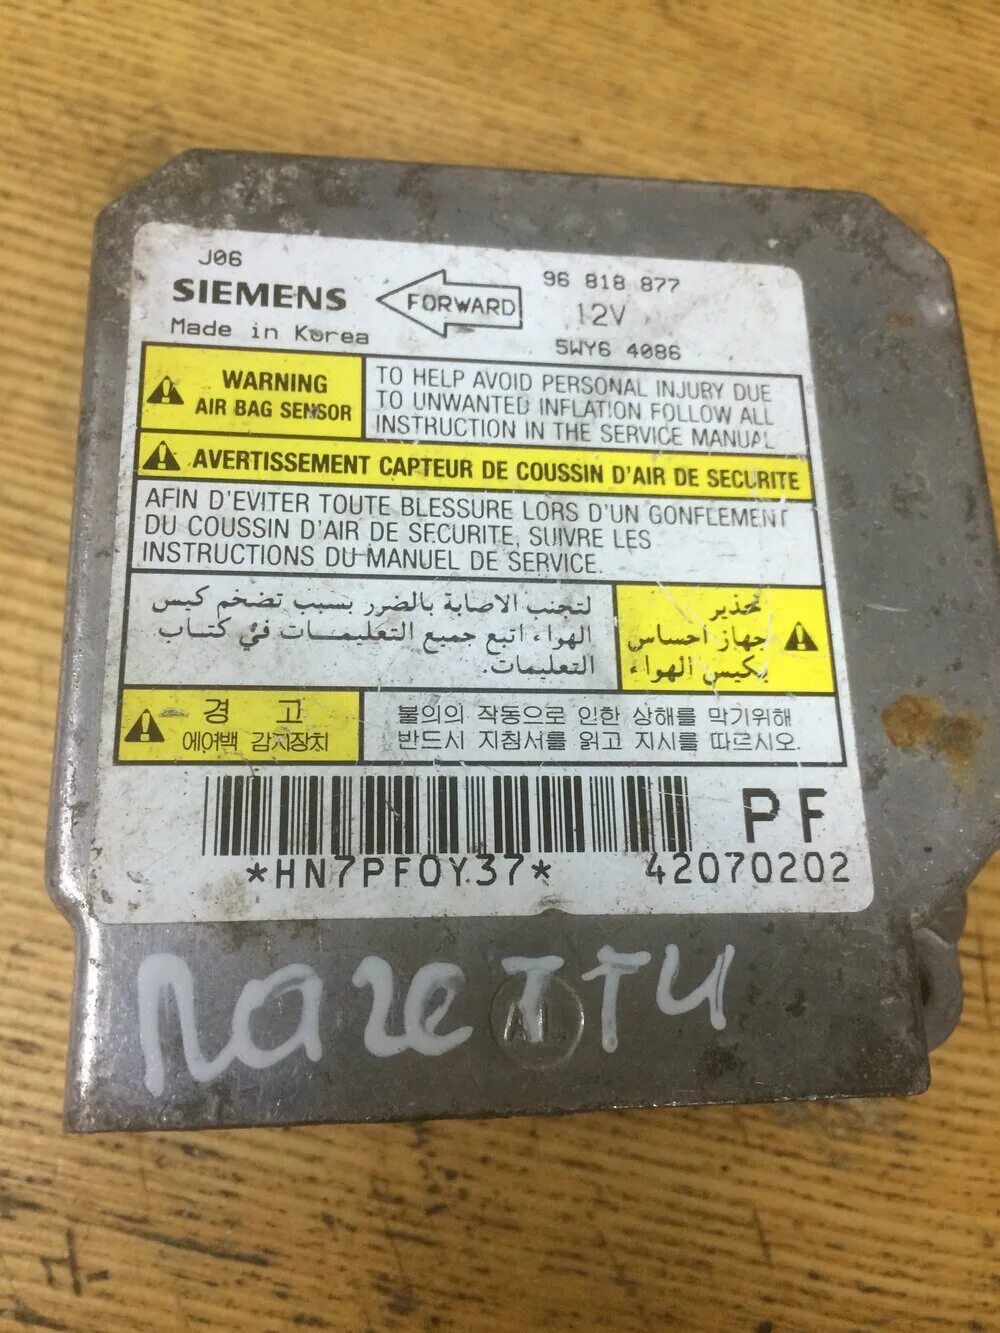 J06
SIEMENS
Made in Korea
FORWARD
96 818 877
12V
5WY6 4086
WARNING
AIR BAG SENSOR
TO HELP AVOID PERSONAL INJURY DUE
TO UNWANTED INFLATION FOLLOW ALL
INSTRUCTION IN THE SERVICE MANUAL
AVERTISSEMENT CAPTEUR DE COUSSIN D'AIR DE SECURITE
AFIN D'EVITER TOUTE BLESSURE LORS D'UN GONFLEMENT
DU COUSSIN D'AIR DE SECURITE, SUIVRE LES
INSTRUCTIONS DU MANUEL DE SERVICE.
تحذير
جهاز احساس
بكيس الهواء
لتجنب الاصابة بالضرر بسبب تضخم كيس
الهواء اتبع جميع التعليمات في كتاب
التعليمات.
경 고
에어백 감지장치
불의의 작동으로 인한 상해를 막기위해
반드시 지침서를 읽고 지시를 따르시오.
PF
*HN7PF0Y.37*
42070202
Лагетти